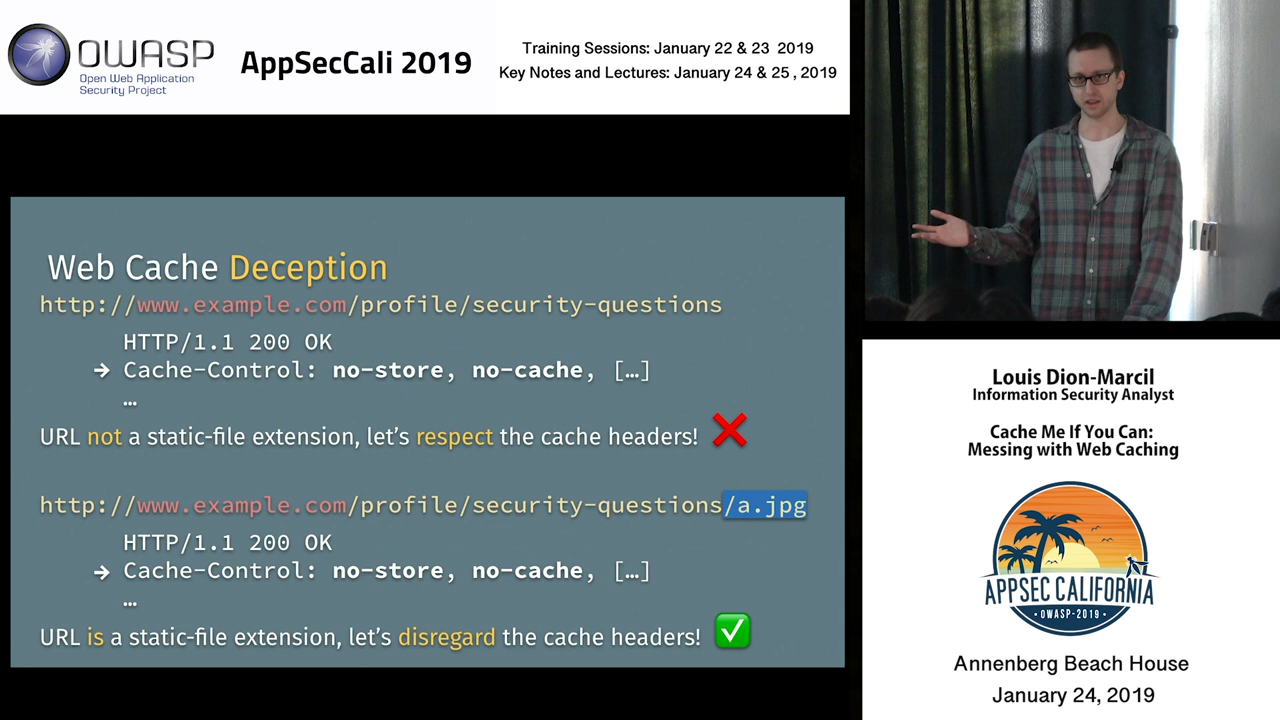 OWASP
Open Web Application
Security Project
AppSecCali 2019
Training Sessions: January 22 & 23 2019
Key Notes and Lectures: January 24 & 25, 2019
Web Cache Deception
http://www.example.com/profile/security-questions
HTTP/1.1 200 OK
→ Cache-Control: no-store, no-cache, […]
…
URL not a static-file extension, let's respect the cache headers! ❌
http://www.example.com/profile/security-questions/a.jpg
HTTP/1.1 200 OK
→ Cache-Control: no-store, no-cache, […]
…
URL is a static-file extension, let's disregard the cache headers! ✅
Louis Dion-Marcil
Information Security Analyst
Cache Me If You Can:
Messing with Web Caching
APPSEC CALIFORNIA
· OWASP-2019 ·
Annenberg Beach House
January 24, 2019